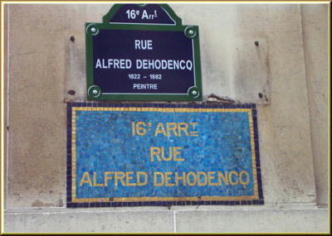 16e Arrt
RUE
ALFRED DEHODENCQ
1822 - 1882
PEINTRE
16E ARRT
RUE
ALFRED DEHODENCQ